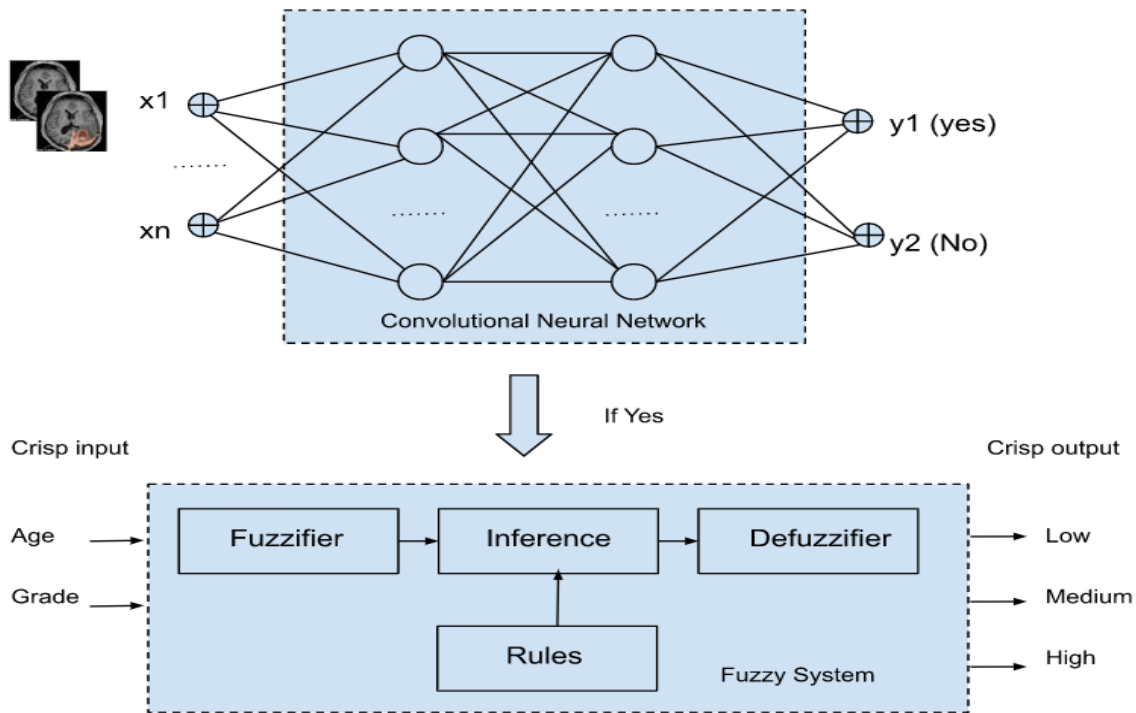 x1
y1 (yes)
.......
xn
.......
.......
y2 (No)
Convolutional Neural Network
If Yes
Crisp input
Crisp output
Age
Fuzzifier
Inference
Defuzzifier
Low
Grade
Medium
Rules
High
Fuzzy System